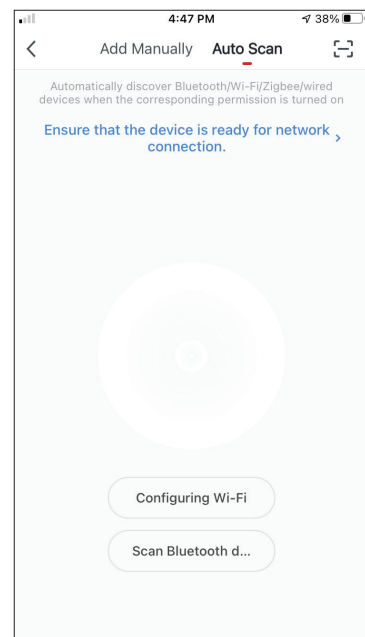 4:47 PM
38%
Add Manually Auto Scan
Automatically discover Bluetooth/Wi-Fi/Zigbee/wired
devices when the corresponding permission is turned on
Ensure that the device is ready for network
connection.
Configuring Wi-Fi
Scan Bluetooth d...